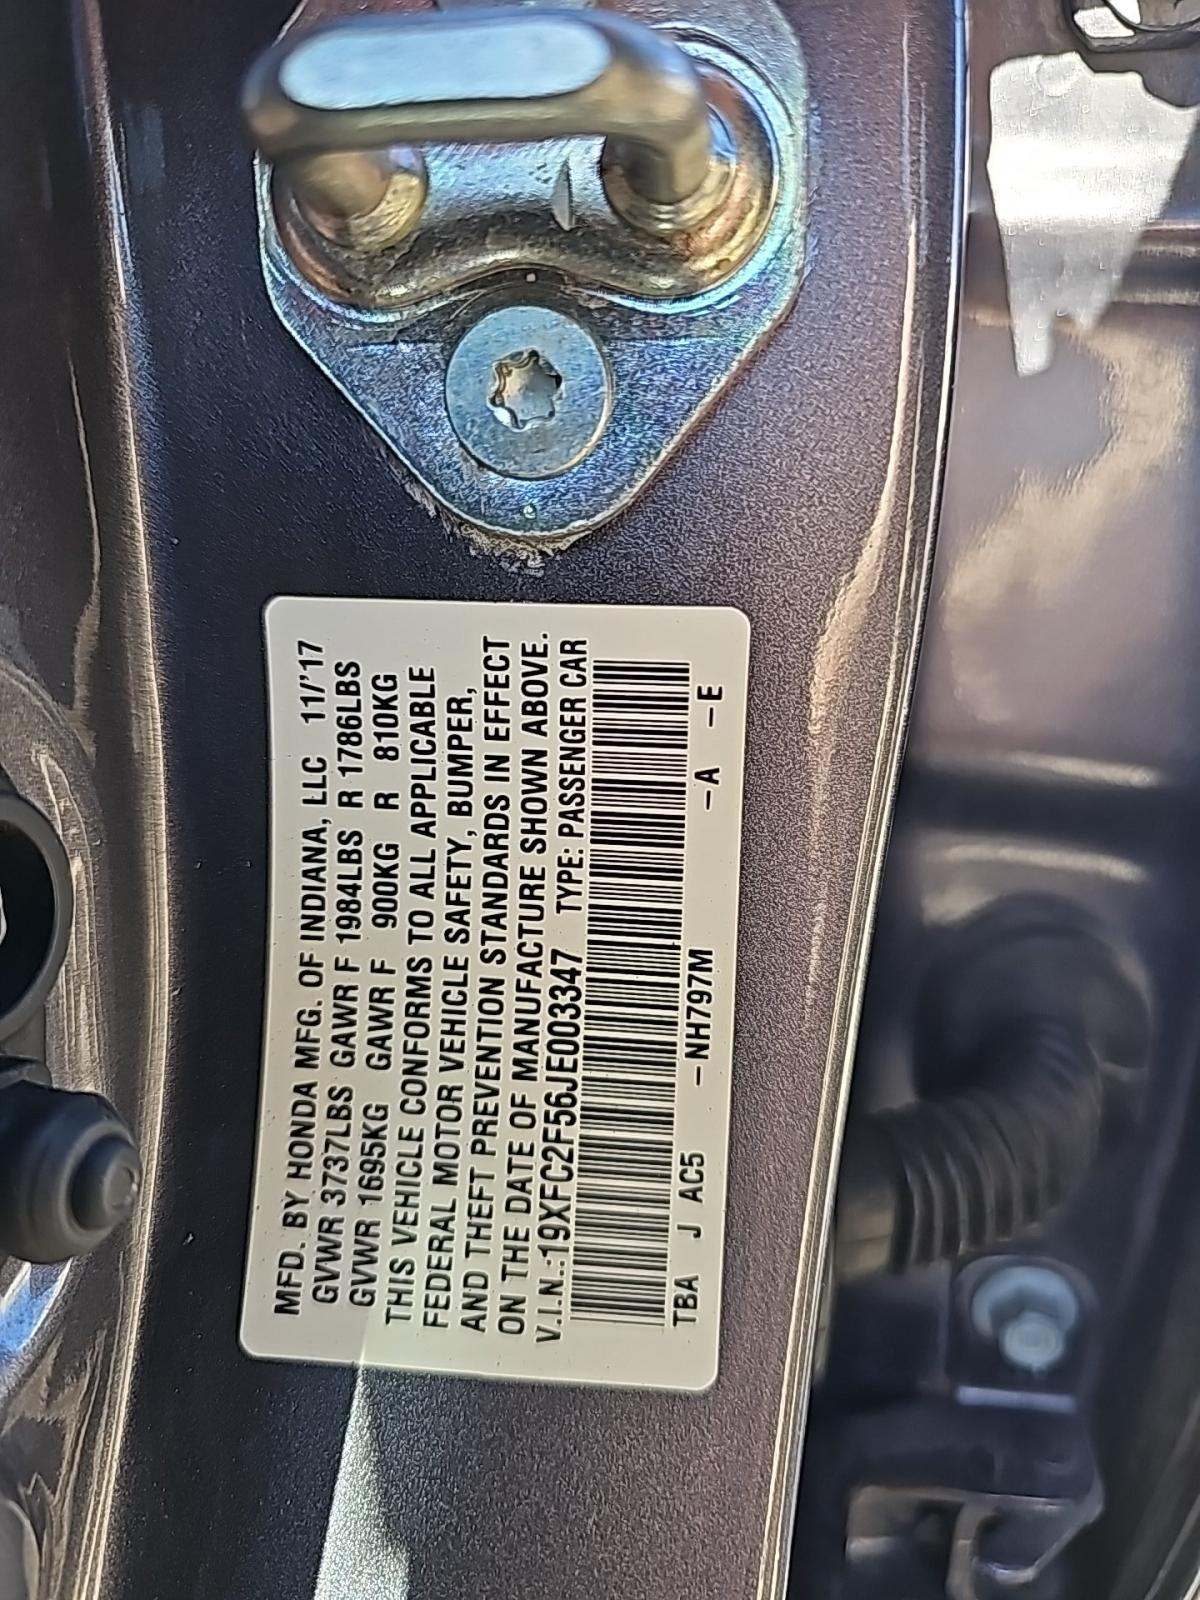 MFD. BY HONDA MFG. OF INDIANA, LLC 11/'17
GVWR 3737LBS GAWR F 1984LBS R 1786LBS
GVWR 1695KG GAWR F 900KG R 810KG
THIS VEHICLE CONFORMS TO ALL APPLICABLE
FEDERAL MOTOR VEHICLE SAFETY, BUMPER,
AND THEFT PREVENTION STANDARDS IN EFFECT
ON THE DATE OF MANUFACTURE SHOWN ABOVE.
V.I.N.:19XFC2F56JE003347 TYPE: PASSENGER CAR
TBA J AC5 -NH797M -A -E